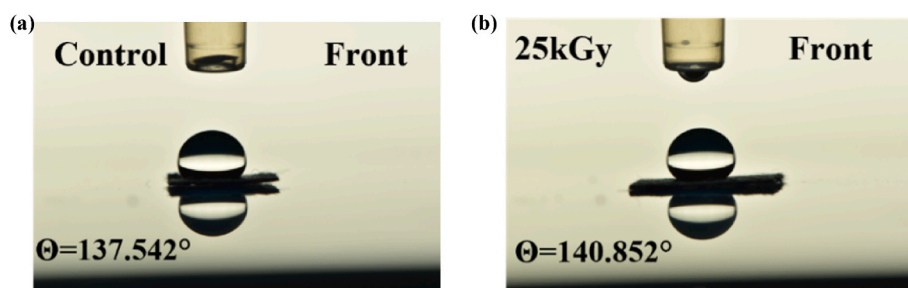 (a)
Control Front
Θ=137.542°
(b)
25kGy Front
Θ=140.852°